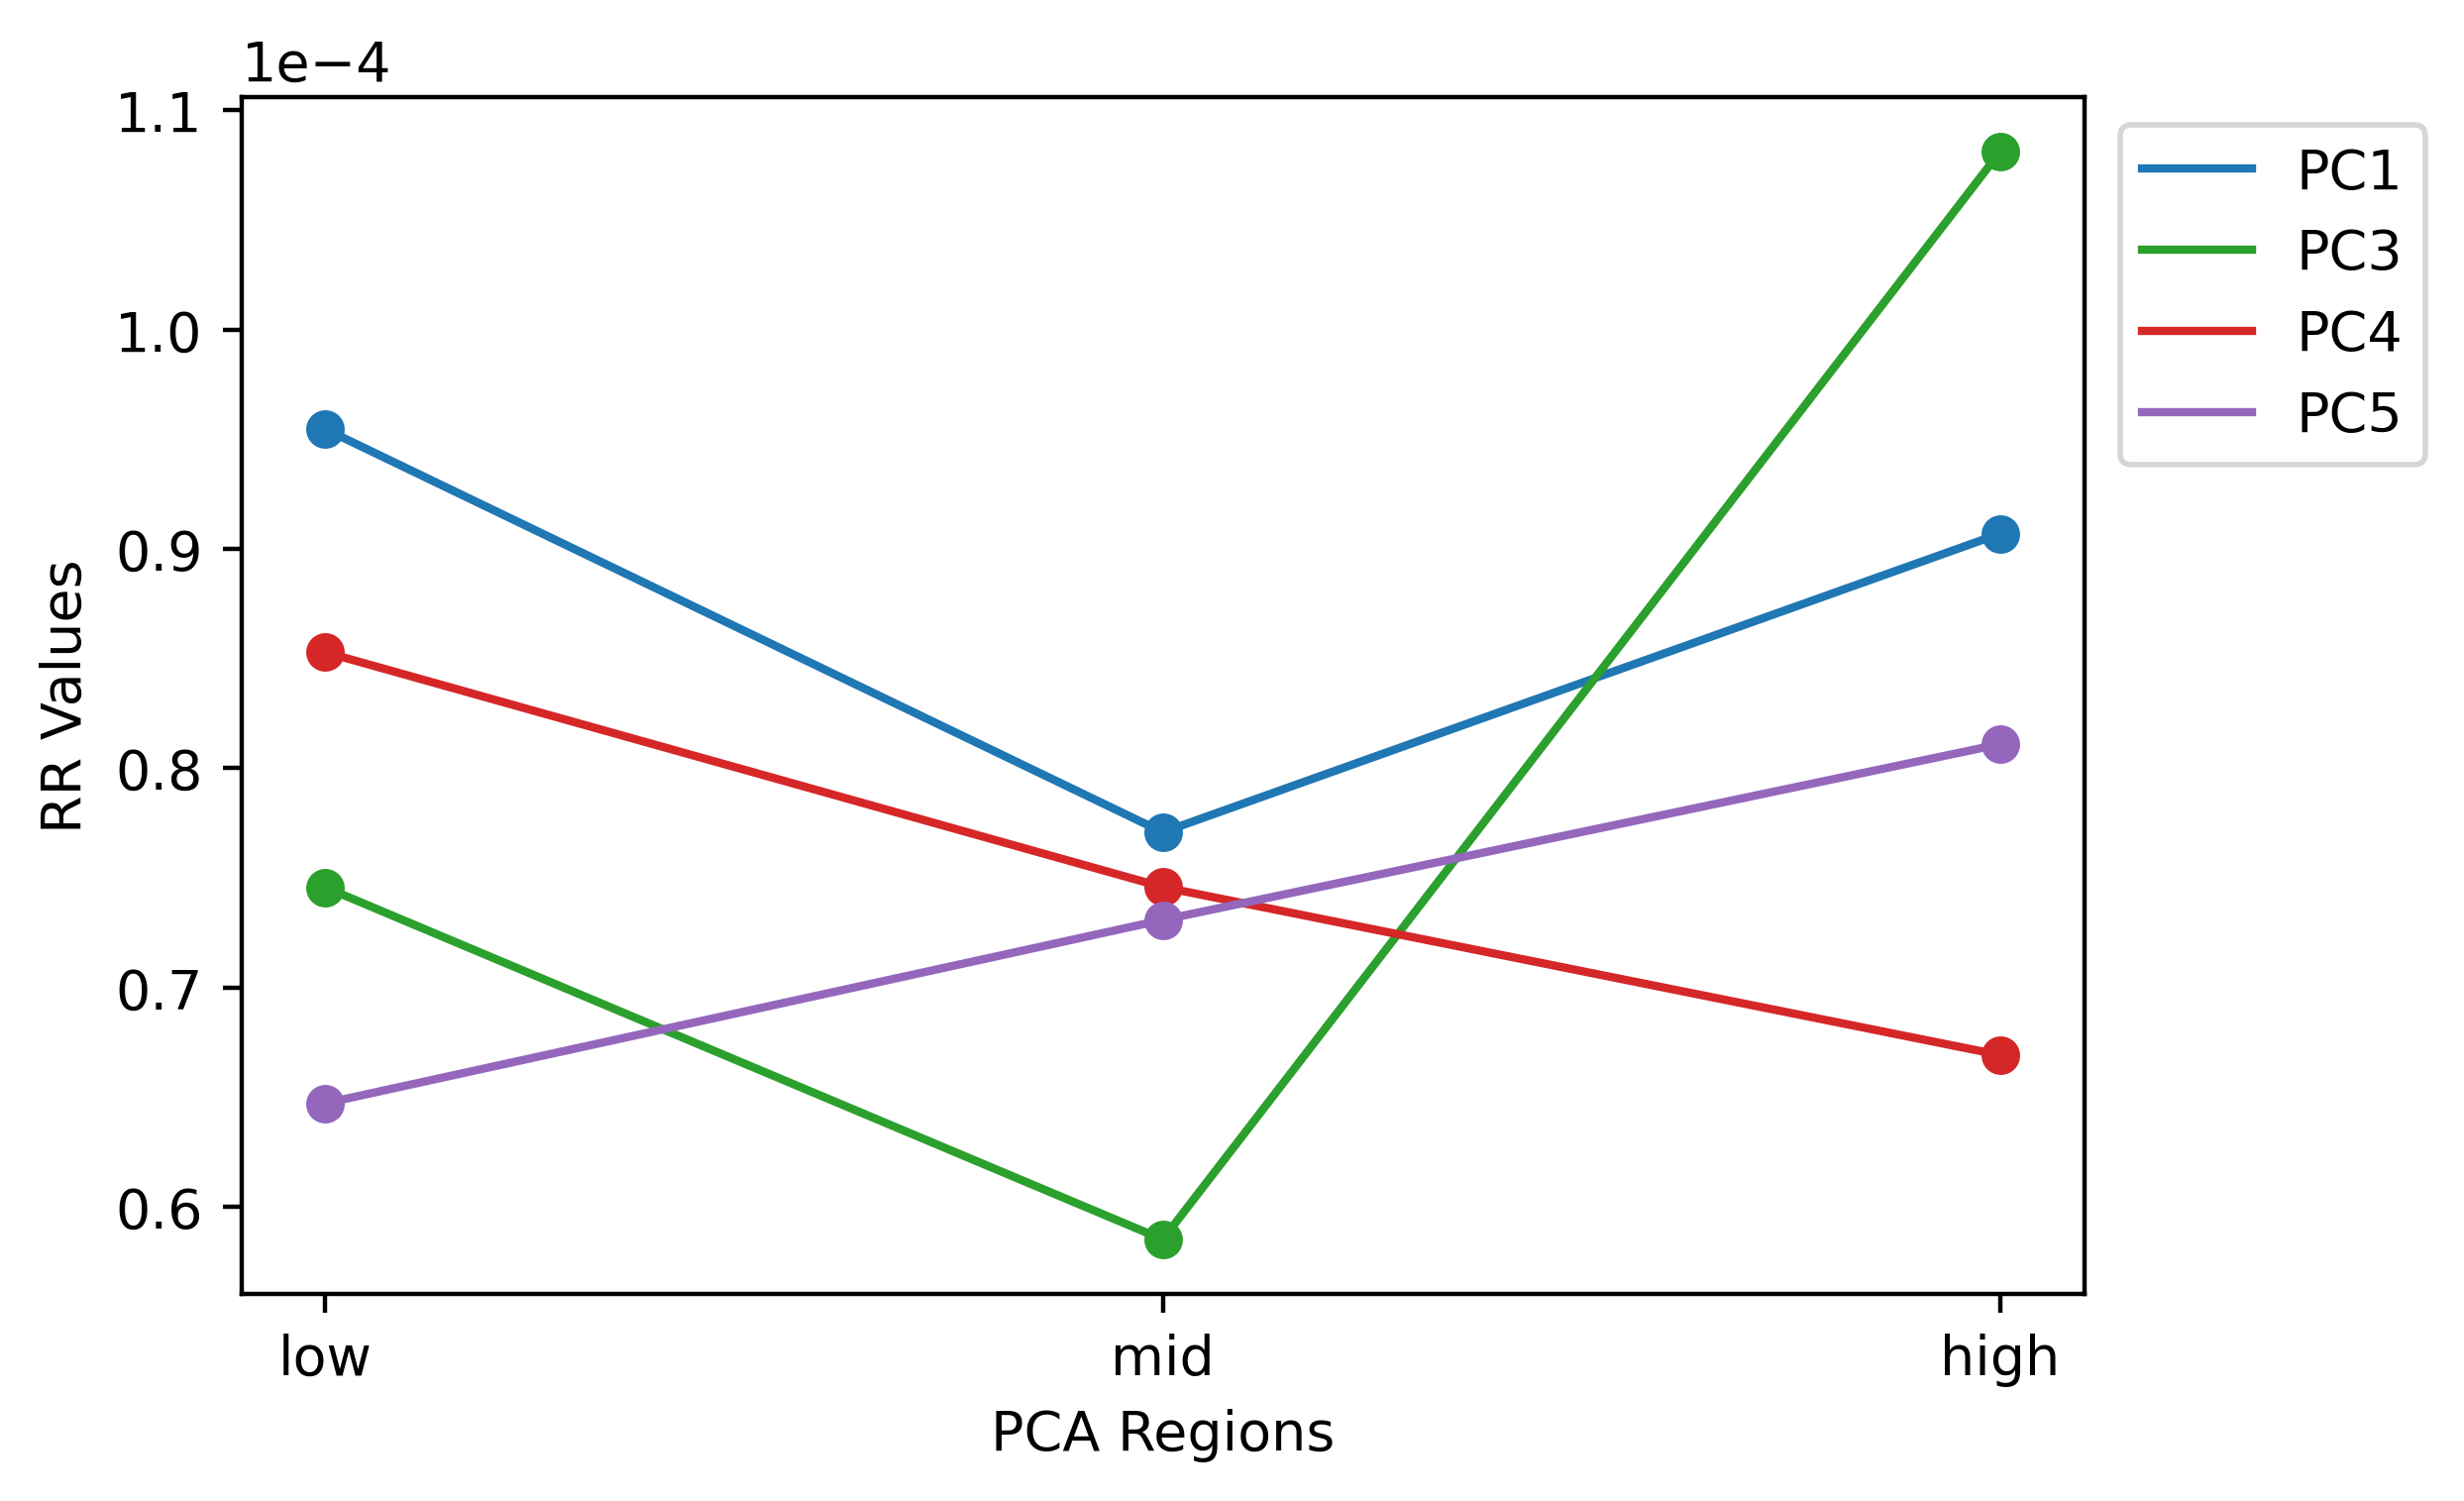 1e−4
1.1
1.0
0.9
0.8
0.7
0.6
RR Values
low
mid
high
PCA Regions
PC1
PC3
PC4
PC5